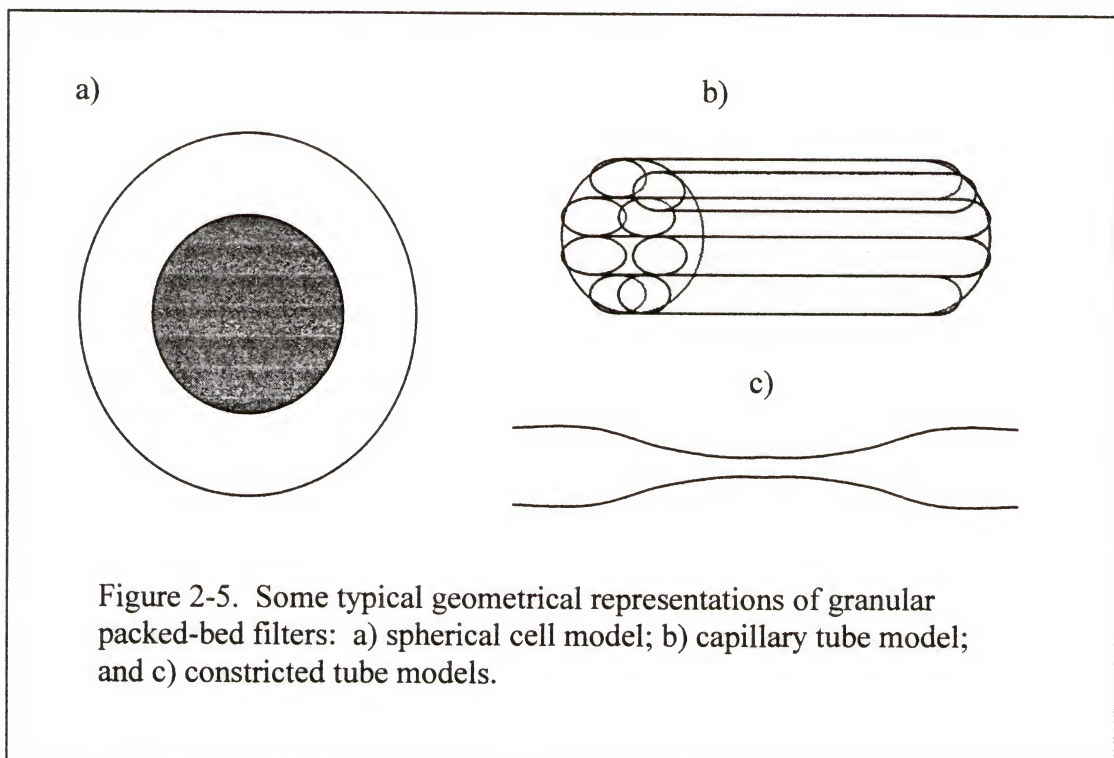 a)
b)
c)
Figure 2-5. Some typical geometrical representations of granular
packed-bed filters: a) spherical cell model; b) capillary tube model;
and c) constricted tube models.